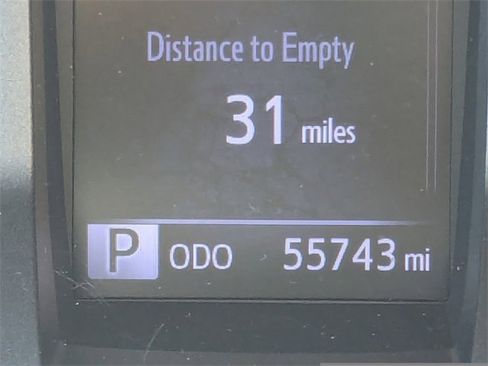 Distance to Empty
31 miles
P ODO 55743 mi